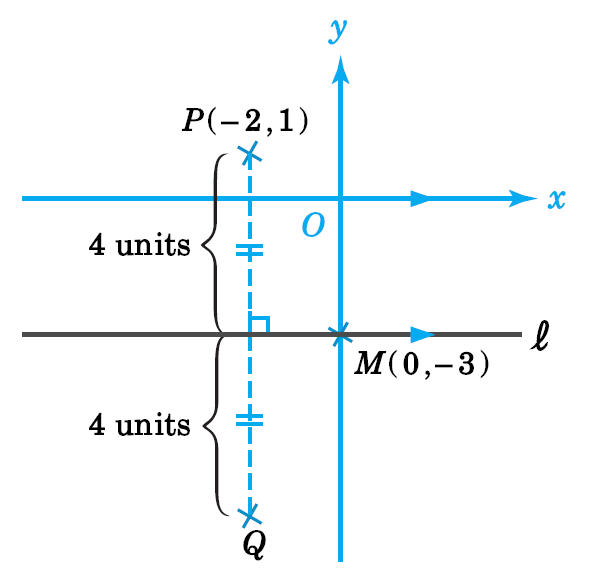 y
P(−2,1)
x
O
4 units
ℓ
M(0,−3)
4 units
Q